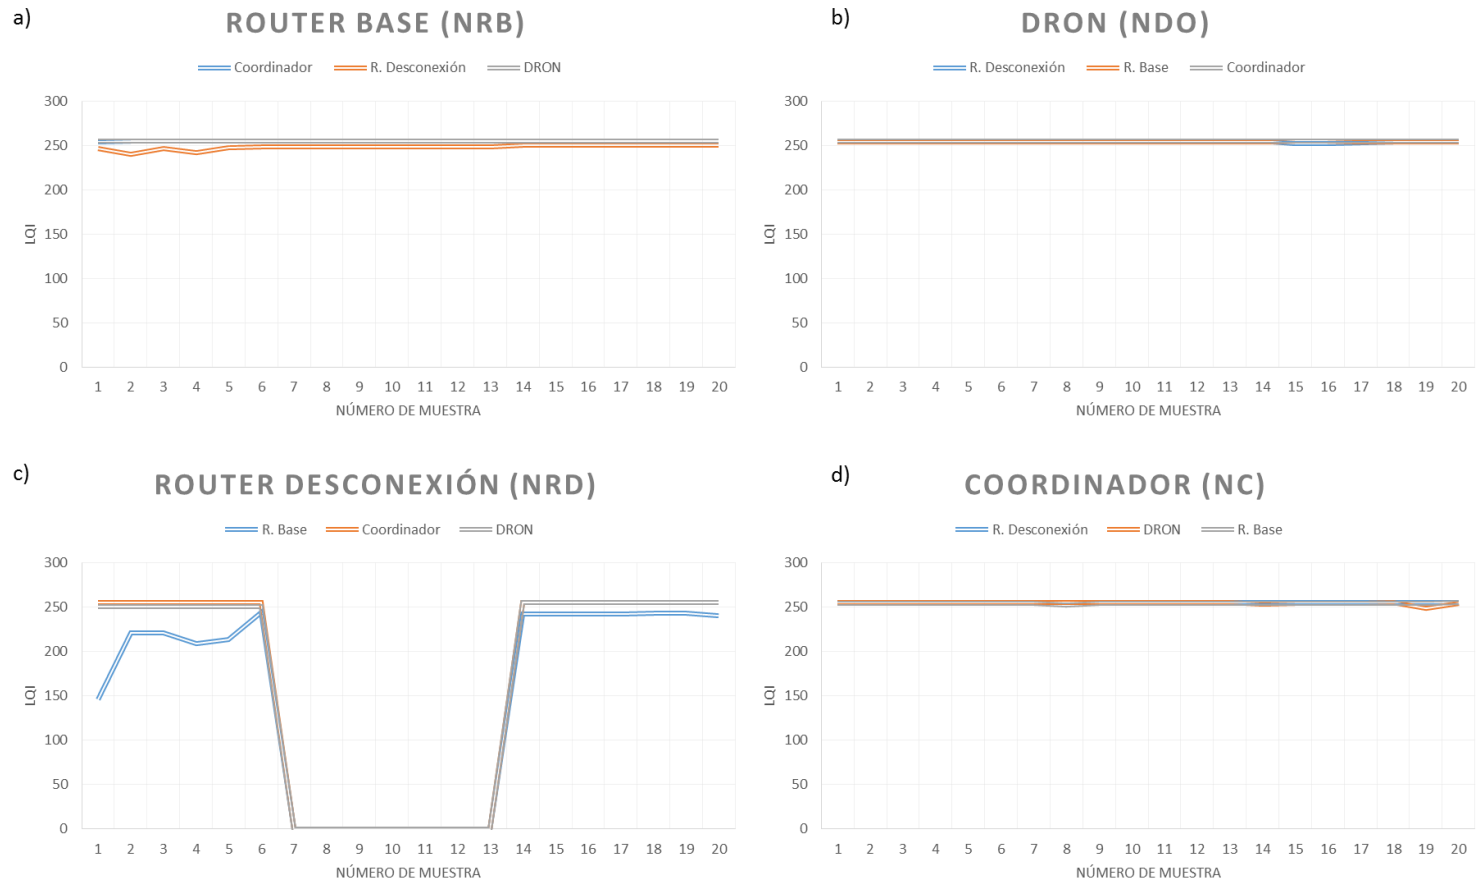 a)
ROUTER BASE (NRB)
Coordinador R. Desconexión DRON
300
250
200
150
100
50
0
LQI
1 2 3 4 5 6 7 8 9 10 11 12 13 14 15 16 17 18 19 20
NÚMERO DE MUESTRA
b)
DRON (NDO)
R. Desconexión R. Base Coordinador
300
250
200
150
100
50
0
LQI
1 2 3 4 5 6 7 8 9 10 11 12 13 14 15 16 17 18 19 20
NÚMERO DE MUESTRA
c)
ROUTER DESCONEXIÓN (NRD)
R. Base Coordinador DRON
300
250
200
150
100
50
0
LQI
1 2 3 4 5 6 7 8 9 10 11 12 13 14 15 16 17 18 19 20
NÚMERO DE MUESTRA
d)
COORDINADOR (NC)
R. Desconexión DRON R. Base
300
250
200
150
100
50
0
LQI
1 2 3 4 5 6 7 8 9 10 11 12 13 14 15 16 17 18 19 20
NÚMERO DE MUESTRA